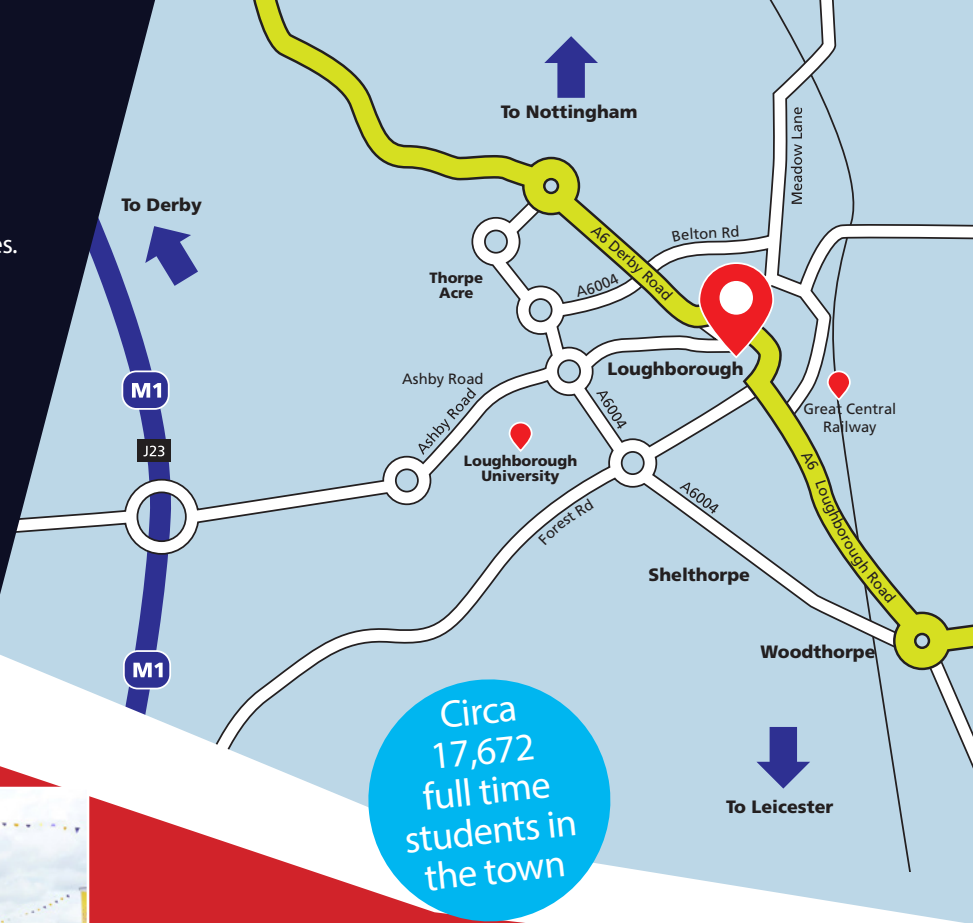 To Nottingham
Meadow Lane
To Derby
es.
Belton Rd
A6 Derby Road
Thorpe
Acre
A6004
M1
Loughborough
Ashby Road
Ashby Road
A6004
Great Central
Railway
J23
Loughborough
University
A6
Loughborough Road
A6004
Forest Rd
Shelthorpe
Woodthorpe
M1
Circa
17,672
full time
students in
the town
To Leicester